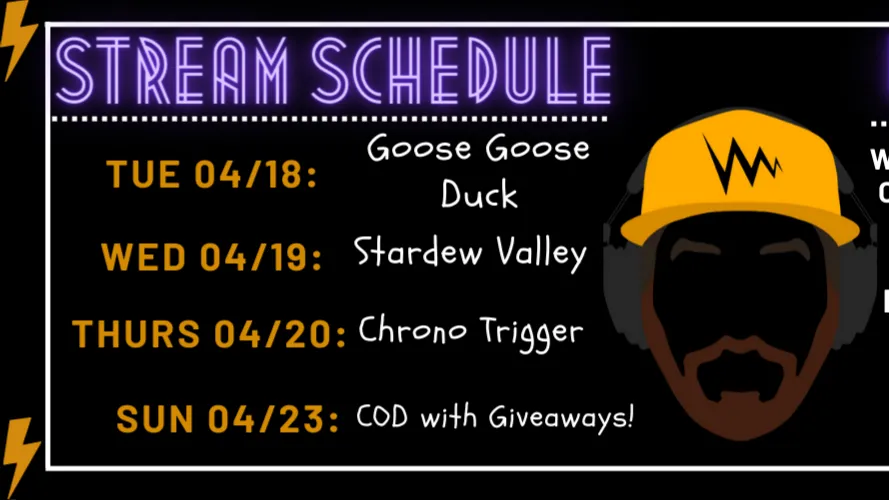 STREAM SCHEDULE
TUE 04/18: Goose Goose
Duck
WED 04/19: Stardew Valley
THURS 04/20: Chrono Trigger
SUN 04/23: COD with Giveaways!